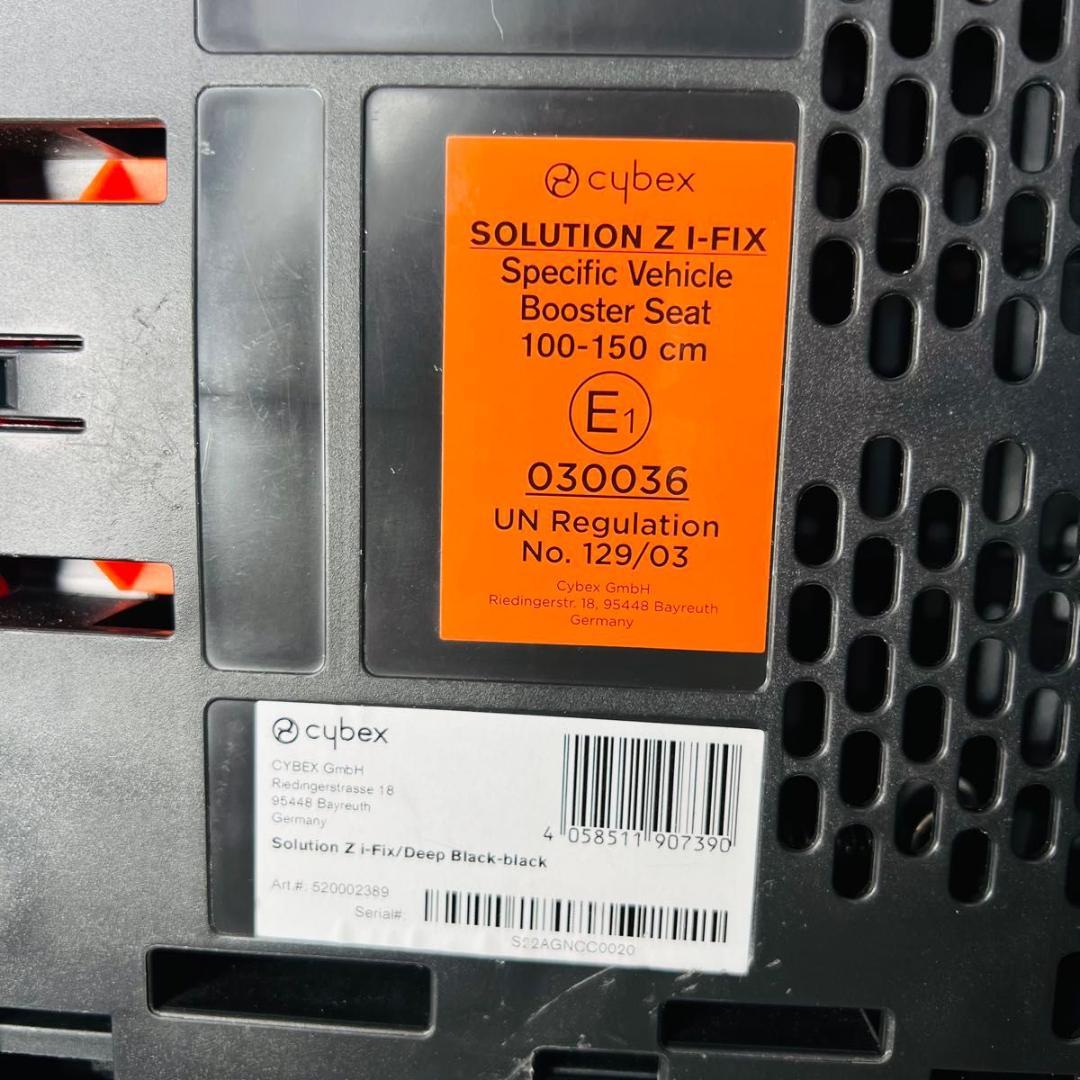 cybex
SOLUTION Z I-FIX
Specific Vehicle
Booster Seat
100-150 cm
E1
030036
UN Regulation
No. 129/03
Cybex GmbH
Riedingerstr. 18, 95448 Bayreuth
Germany
cybex
CYBEX GmbH
Riedingerstrasse 18
95448 Bayreuth
Germany
4 058511 907390
Solution Z i-Fix/Deep Black-black
Art.#: 520002389
Serial#:
S22AGNCC0020